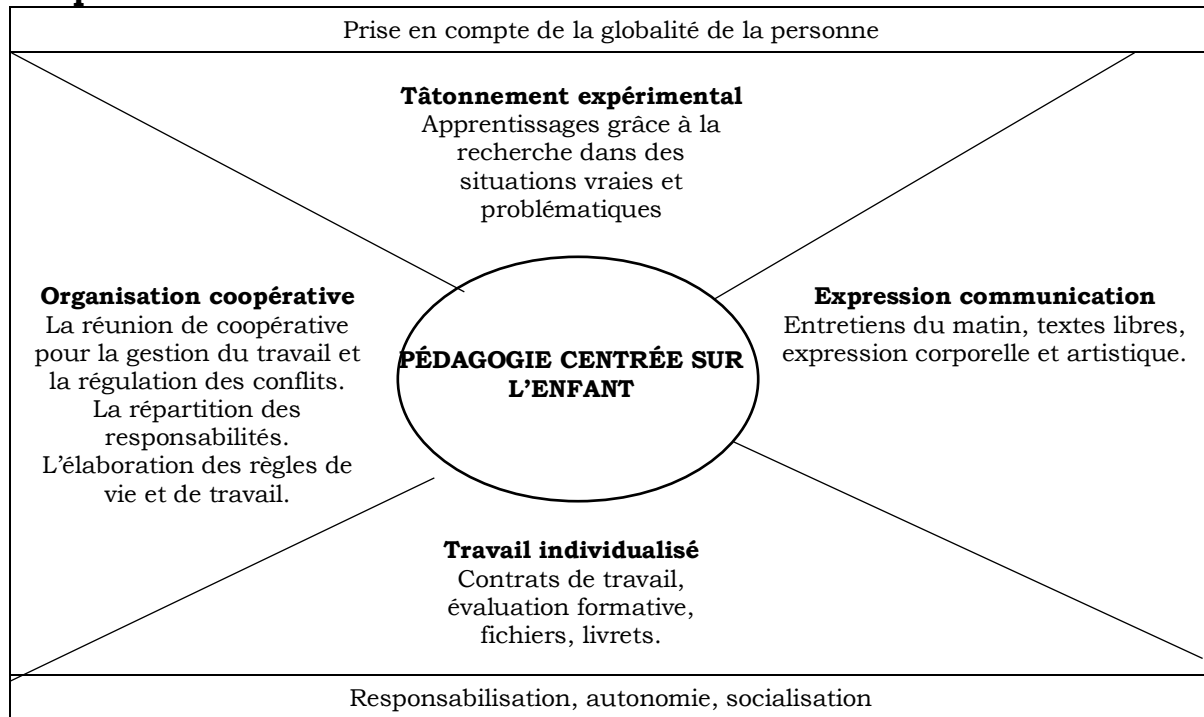 Prise en compte de la globalité de la personne
Tâtonnement expérimental
Apprentissages grâce à la
recherche dans des
situations vraies et
problématiques
Organisation coopérative
La réunion de coopérative
pour la gestion du travail et
la régulation des conflits.
La répartition des
responsabilités.
L'élaboration des règles de
vie et de travail.
PÉDAGOGIE CENTRÉE SUR
L'ENFANT
Expression communication
Entretiens du matin, textes libres,
expression corporelle et artistique.
Travail individualisé
Contrats de travail,
évaluation formative,
fichiers, livrets.
Responsabilisation, autonomie, socialisation